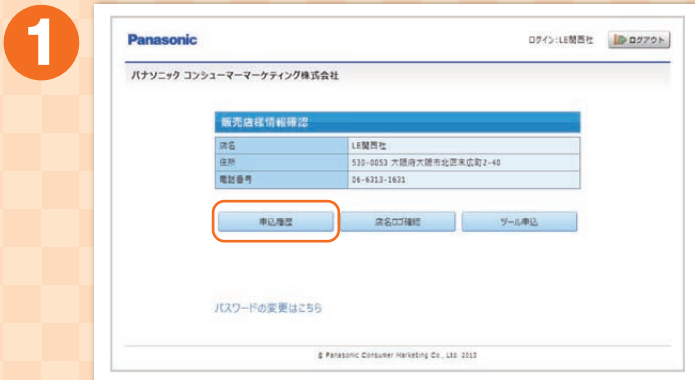 1
Panasonic
ログイン:LE関西社 ログアウト
パナソニック コンシューマーマーケティング株式会社
販売店様情報確認
店名 LE関西社
住所 530-0053 大阪府大阪市北区末広町2-40
電話番号 06-6313-1631
申込履歴 店名ロゴ確認 ツール申込
パスワードの変更はこちら
© Panasonic Consumer Marketing Co., Ltd. 2013